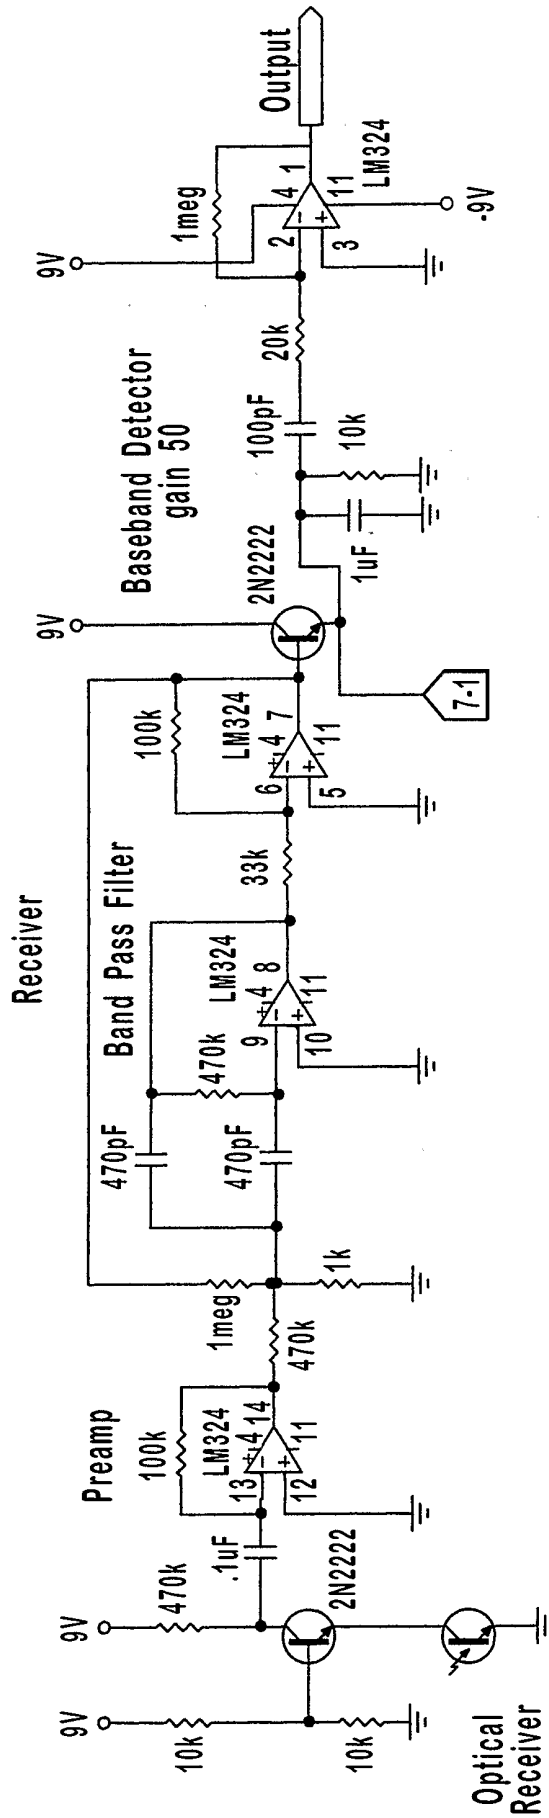 Receiver
Optical
Receiver
9V
10k
10k
9V
470k
2N2222
.1uF
Preamp
100k
LM324
13
12
4
11
14
470k
1meg
1k
Band Pass Filter
470pF
470pF
470k
LM324
9
10
4
11
8
33k
100k
LM324
6
5
4
11
7
9V
2N2222
7-1
Baseband Detector
gain 50
1uF
10k
100pF
20k
9V
1meg
2
3
4
11
1
LM324
-9V
Output